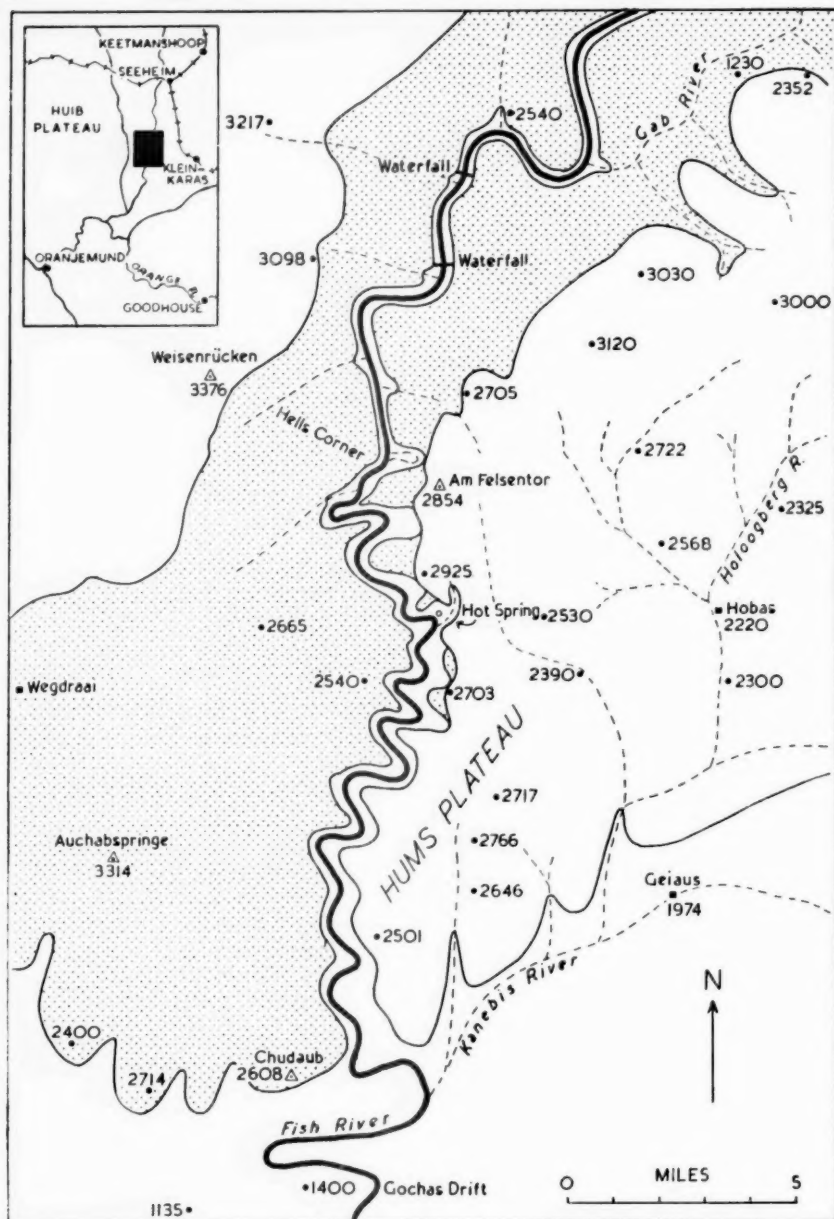 KEETMANSHOOP
SEEHEIM
HUIB
PLATEAU
KLEIN-
KARAS
ORANJEMUND
ORANGE R.
GOODHOUSE
1230
2352
Gab River
3217
2540
Waterfall
Waterfall
3098
3030
3000
3120
Weisenrücken
3376
2705
Hells Corner
2722
Am Felsentor
2854
2325
Holoogberg R.
2568
2925
Hot Spring
2530
Hobas
2220
2665
Wegdraai
2540
2703
2390
2300
HUMS PLATEAU
2717
2766
Auchabspringe
3314
2646
Geiaus
1974
2501
Kanebis River
N
2400
2714
Chudaub
2608
Fish River
1400
Gochas Drift
1135
0 MILES 5